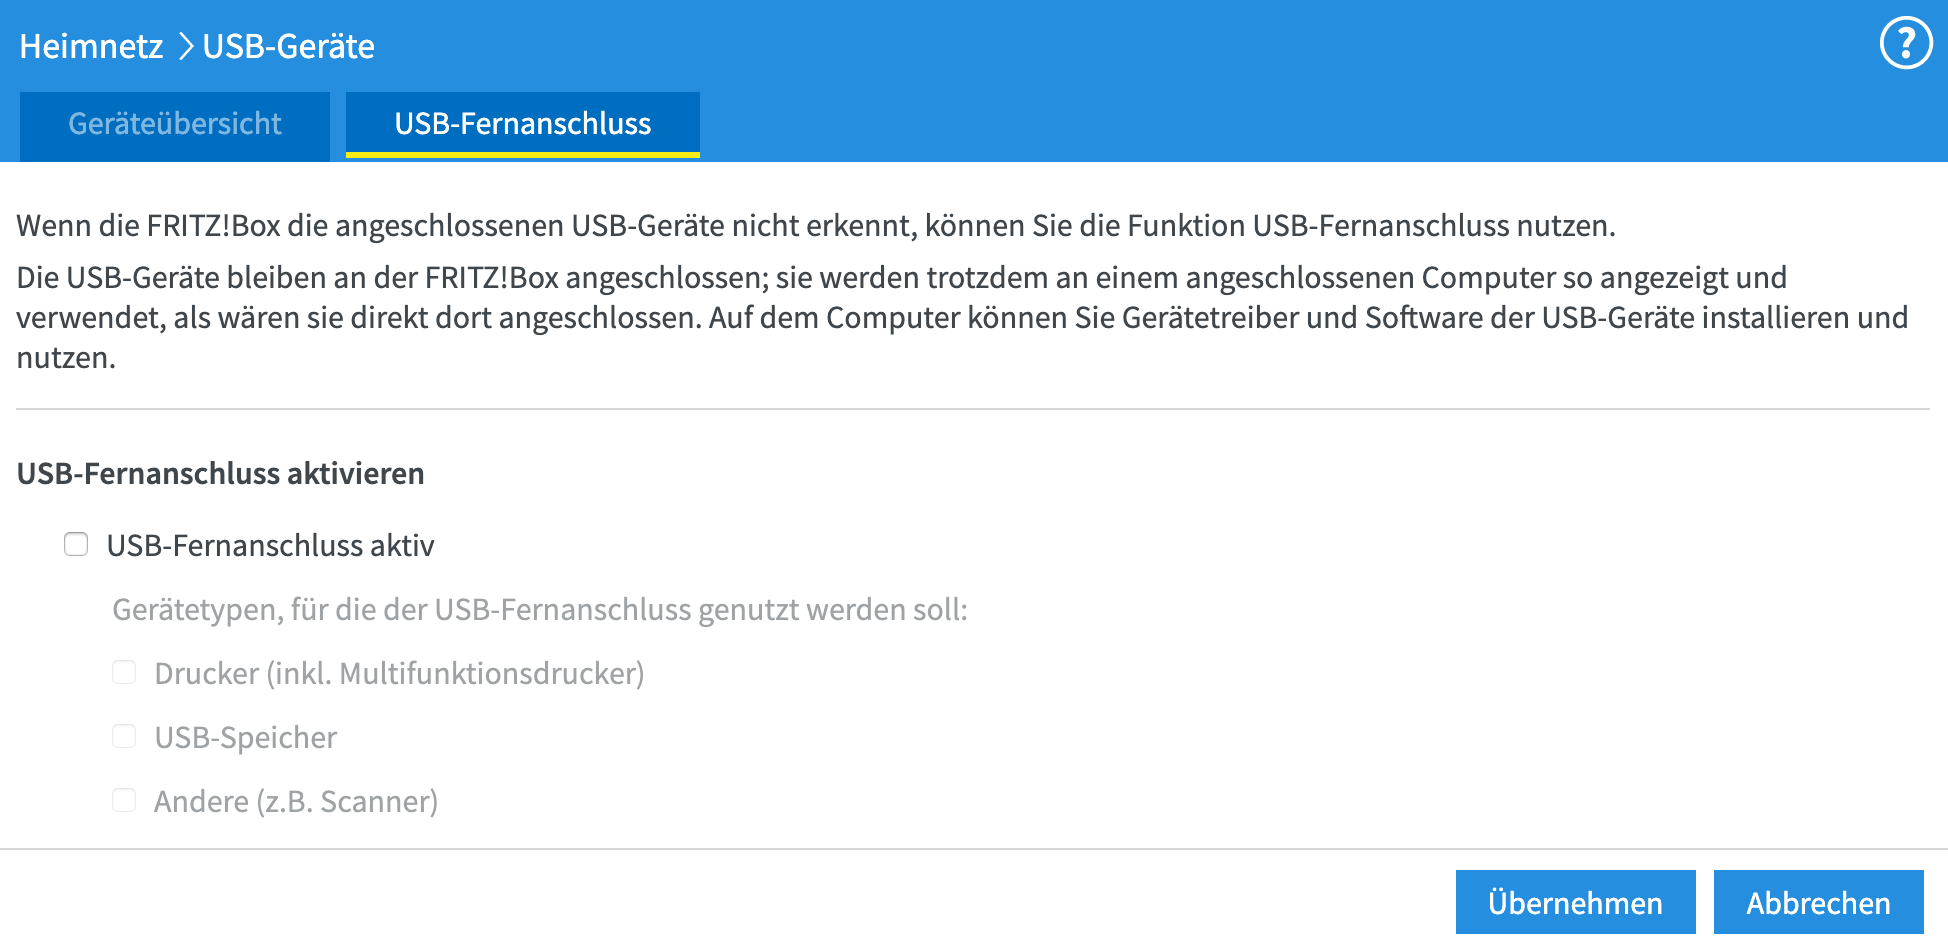 Heimnetz > USB-Geräte
?
Geräteübersicht
USB-Fernanschluss
Wenn die FRITZ!Box die angeschlossenen USB-Geräte nicht erkennt, können Sie die Funktion USB-Fernanschluss nutzen.
Die USB-Geräte bleiben an der FRITZ!Box angeschlossen; sie werden trotzdem an einem angeschlossenen Computer so angezeigt und
verwendet, als wären sie direkt dort angeschlossen. Auf dem Computer können Sie Gerätetreiber und Software der USB-Geräte installieren und
nutzen.
USB-Fernanschluss aktivieren
USB-Fernanschluss aktiv
Gerätetypen, für die der USB-Fernanschluss genutzt werden soll:
Drucker (inkl. Multifunktionsdrucker)
USB-Speicher
Andere (z.B. Scanner)
Übernehmen
Abbrechen